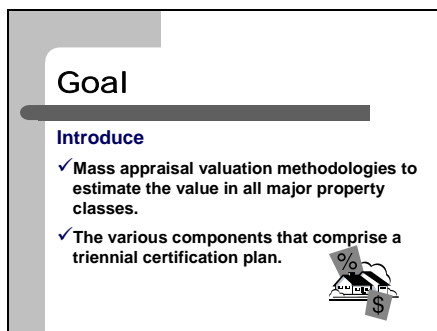 Goal
Introduce
✓Mass appraisal valuation methodologies to
estimate the value in all major property
classes.
✓The various components that comprise a
triennial certification plan.
%
$